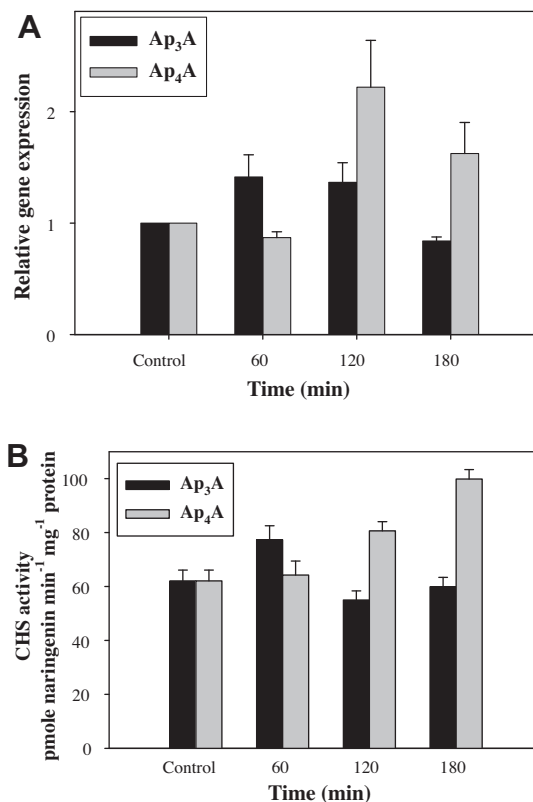 A
Ap₃A
Ap₄A
Relative gene expression
2
1
0
Control 60 120 180
Time (min)
B
Ap₃A
Ap₄A
CHS activity
pmole naringenin min⁻¹ mg⁻¹ protein
100
80
60
40
20
0
Control 60 120 180
Time (min)